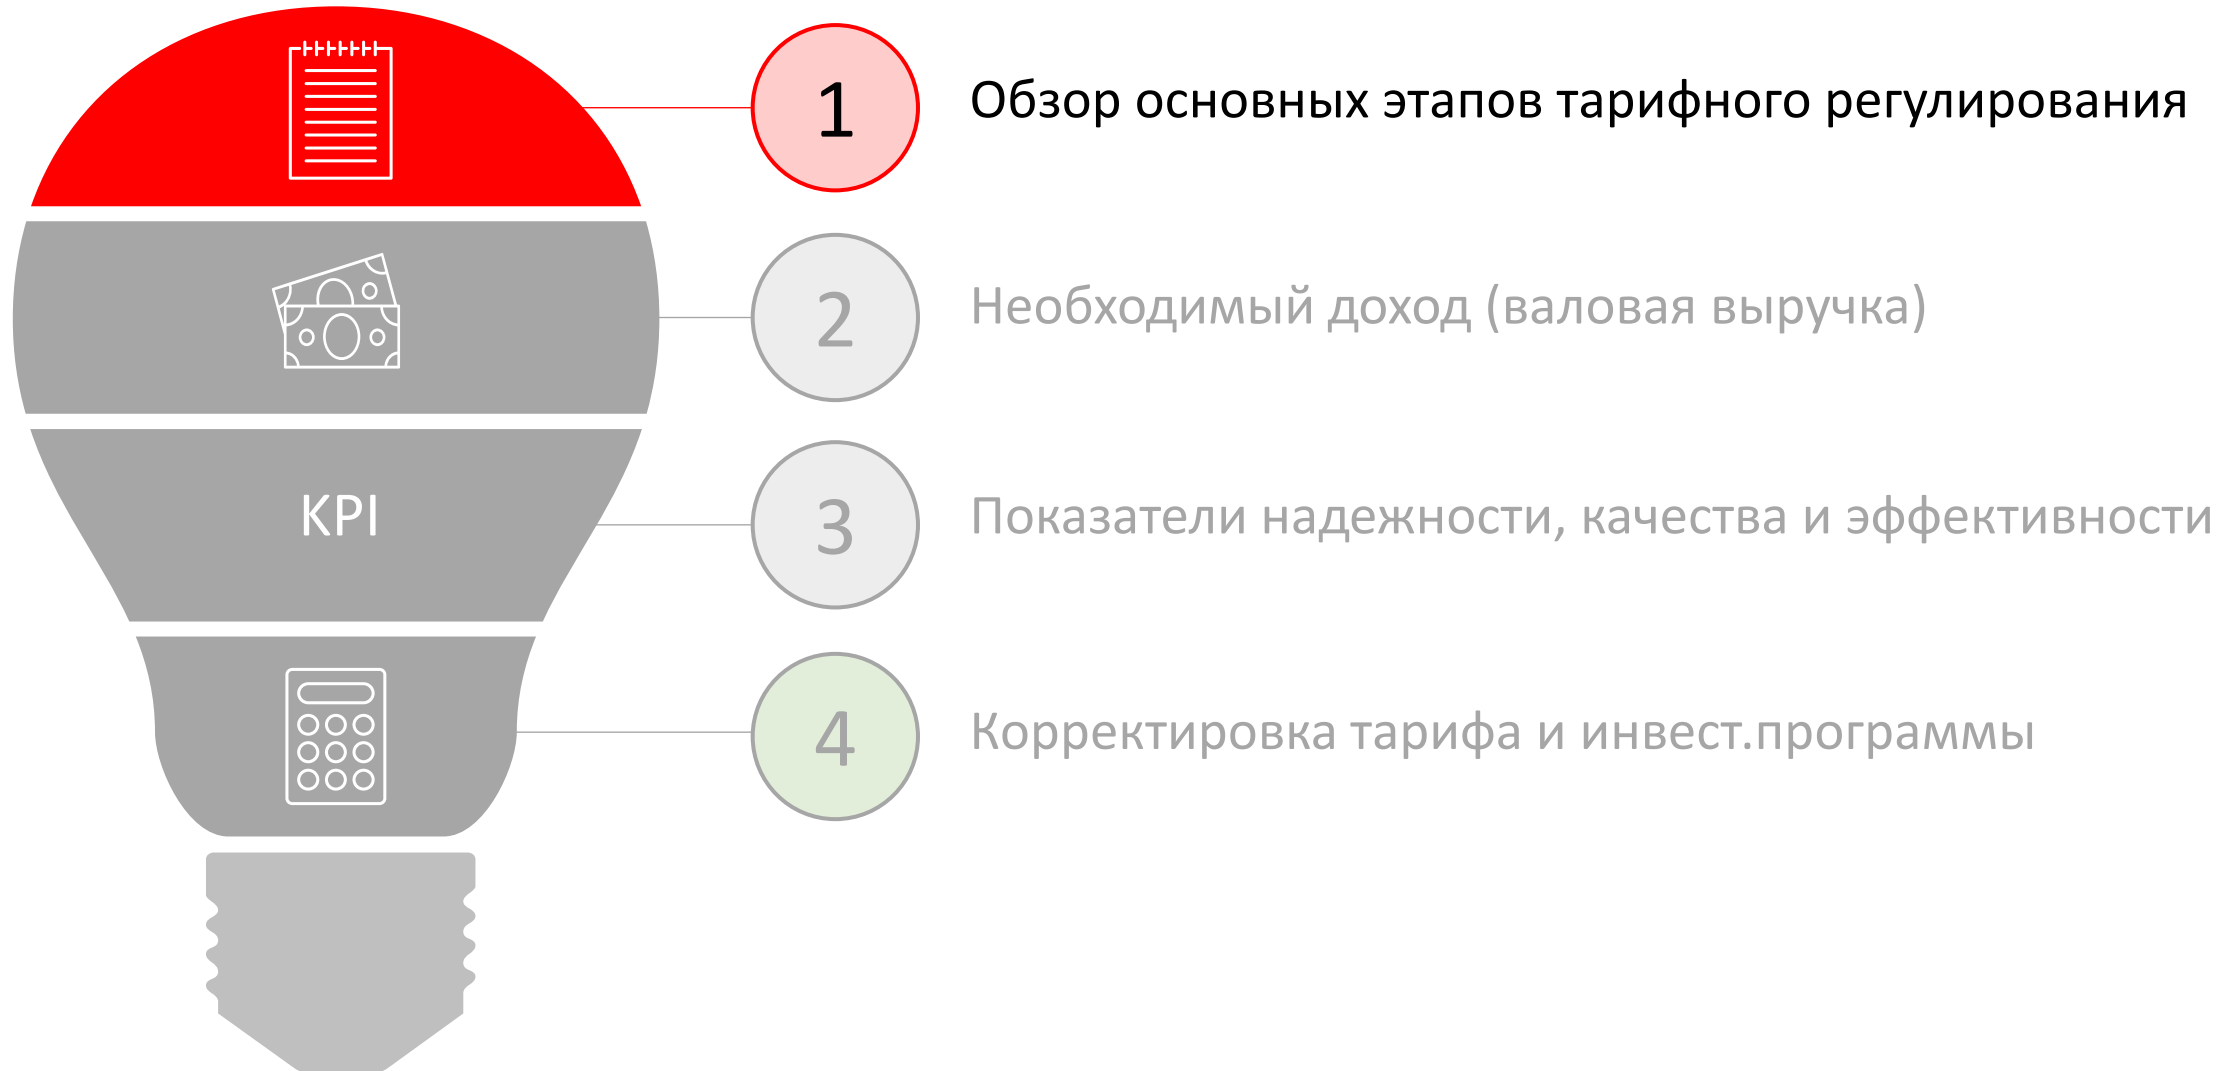 1
Обзор основных этапов тарифного регулирования
2
Необходимый доход (валовая выручка)
KPI
3
Показатели надежности, качества и эффективности
4
Корректировка тарифа и инвест.программы